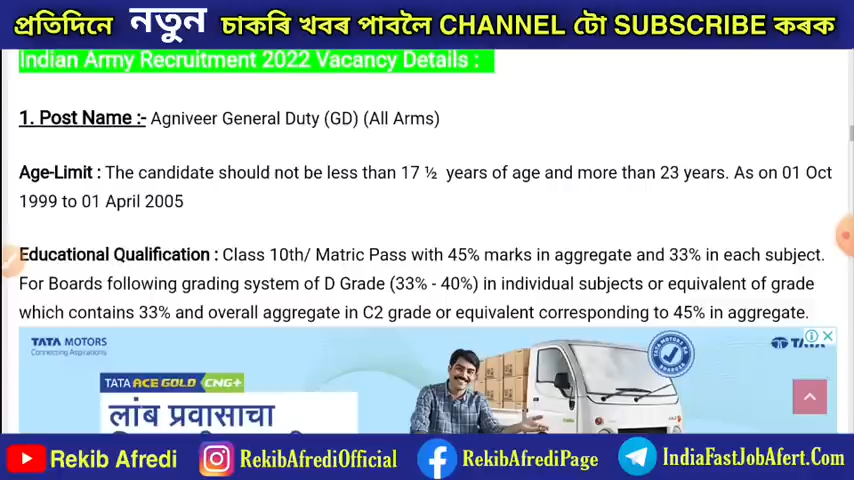 প্ৰতিদিনে নতুন চাকৰি খবৰ পাবলৈ CHANNEL টো SUBSCRIBE কৰক
Indian Army Recruitment 2022 Vacancy Details :
1. Post Name :- Agniveer General Duty (GD) (All Arms)
Age-Limit : The candidate should not be less than 17 ½ years of age and more than 23 years. As on 01 Oct
1999 to 01 April 2005
Educational Qualification : Class 10th/ Matric Pass with 45% marks in aggregate and 33% in each subject.
For Boards following grading system of D Grade (33% - 40%) in individual subjects or equivalent of grade
which contains 33% and overall aggregate in C2 grade or equivalent corresponding to 45% in aggregate.
TATA MOTORS
Connecting Aspirations
TATA ACE GOLD CNG+
लांब प्रवासाचा
TATA
Rekib Afredi RekibAfrediOfficial RekibAfrediPage IndiaFastJobAfert.Com